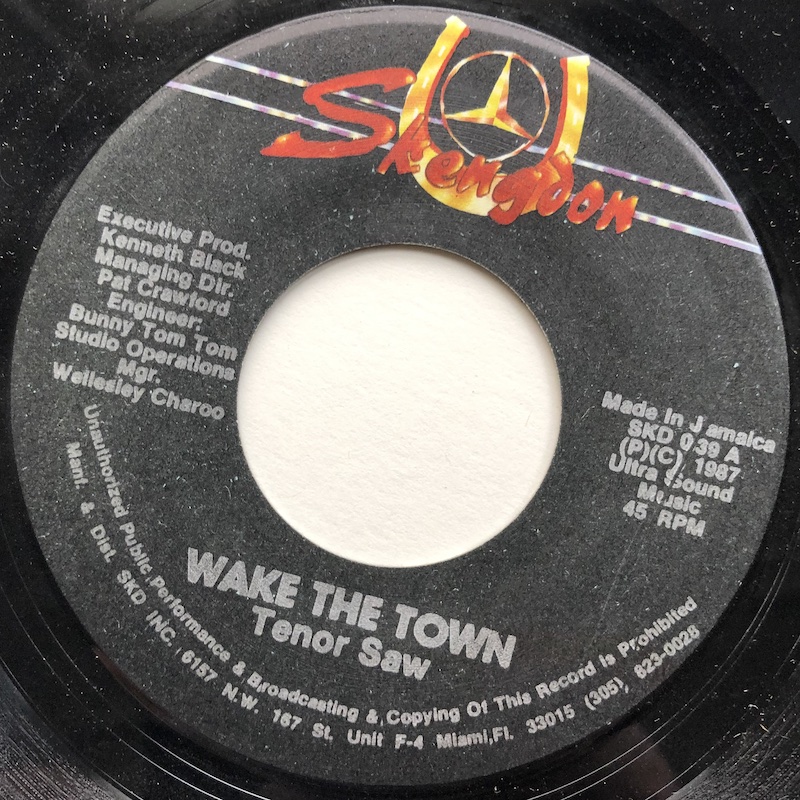 Skengdon
Executive Prod.
Kenneth Black
Managing Dir.
Pat Crawford
Engineer:
Bunny Tom Tom
Studio Operations
Mgr.
Wellesley Charoo
Made In Jamaica
SKD 039 A
(P)(C) 1987
Ultra Sound
Music
45 RPM
WAKE THE TOWN
Tenor Saw
Unauthorized Public Performance & Broadcasting & Copying Of This Record is Prohibited
Manf. & Dist. SKD INC. 6157 N.W. 167 St. Unit F-4 Miami, Fl. 33015 (305) 823-0028